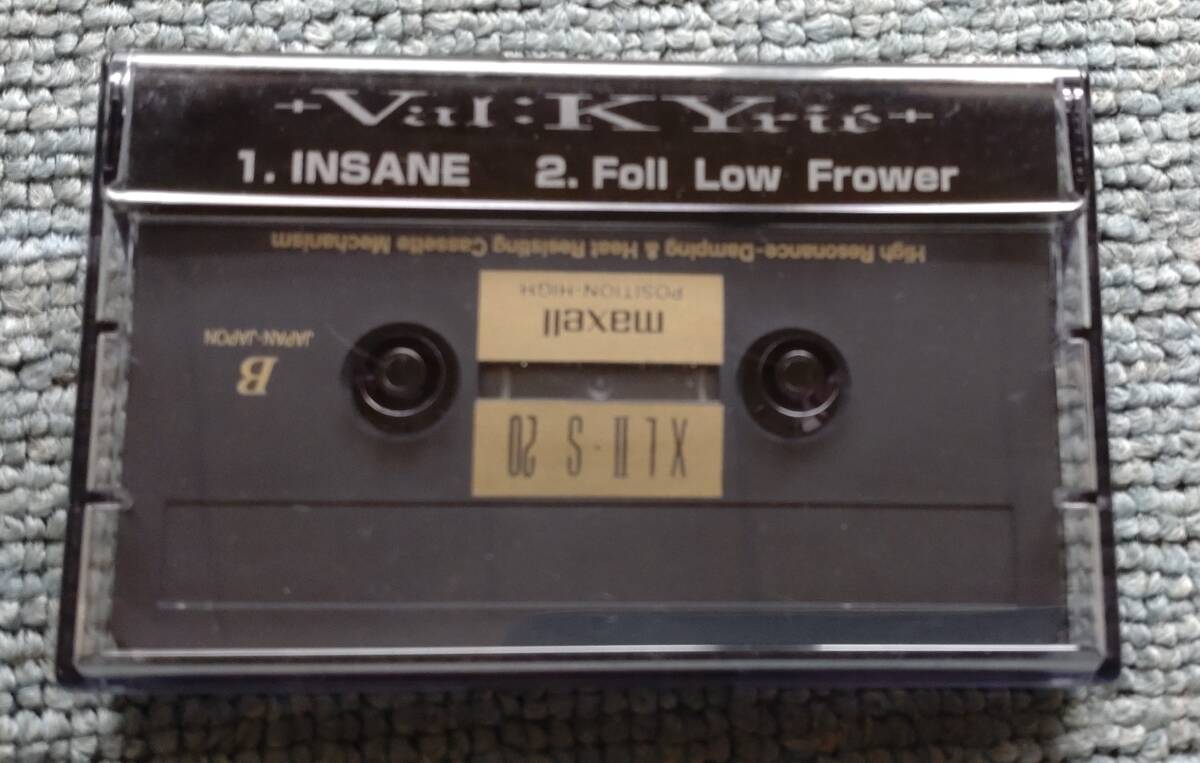 +Val:KYrie+
1. INSANE 2. Foll Low Frower
High Resonance-Damping & Heat Resisting Cassette Mechanism
POSITION·HIGH
maxell
JAPAN-JAPON
B
XLII-S 20